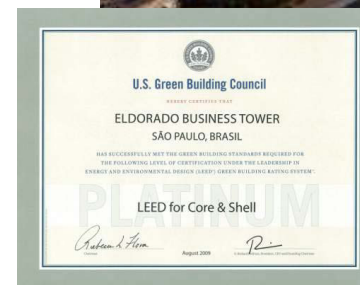 U.S. Green Building Council
HEREBY CERTIFIES THAT
ELDORADO BUSINESS TOWER
SÃO PAULO, BRASIL
HAS SUCCESSFULLY MET THE GREEN BUILDING STANDARDS REQUIRED FOR
THE FOLLOWING LEVEL OF CERTIFICATION UNDER THE LEADERSHIP IN
ENERGY AND ENVIRONMENTAL DESIGN (LEED®) GREEN BUILDING RATING SYSTEM™.
PLATINUM
LEED for Core & Shell
August 2009